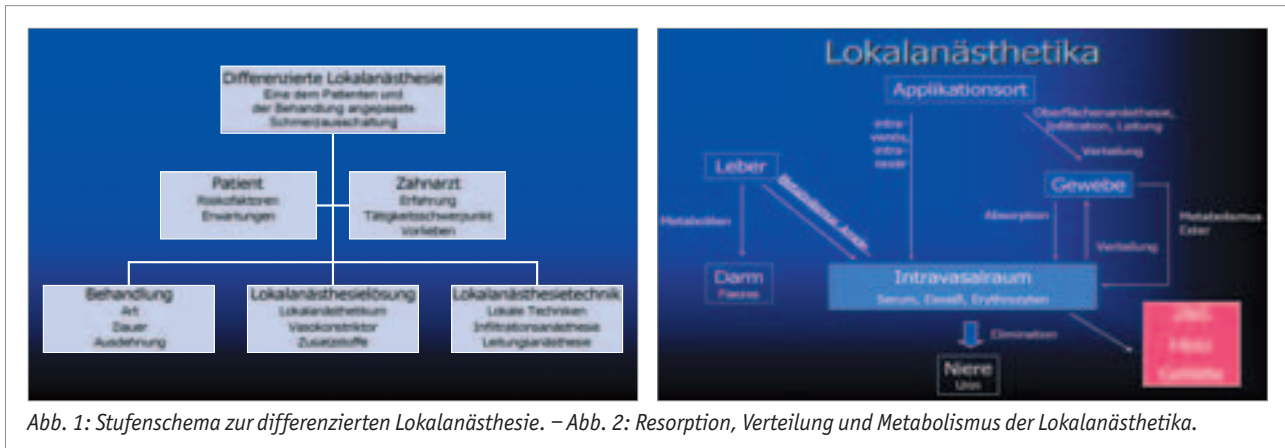 Differenzierte Lokalanästhesie
Eine dem Patienten und
der Behandlung angepasste
Schmerzausschaltung
Patient
Risikofaktoren
Erwartungen
Zahnarzt
Erfahrung
Tätigkeitsschwerpunkt
Vorlieben
Behandlung
Art
Dauer
Ausdehnung
Lokalanästhesielösung
Lokalanästhetikum
Vasokonstriktor
Zusatzstoffe
Lokalanästhesietechnik
Lokale Techniken
Infiltrationsanästhesie
Leitungsanästhesie
Lokalanästhetika
Applikationsort
Oberflächenanästhesie,
Infiltration, Leitung
intra-
venös,
intra-
Verteilung
Leber
Gewebe
Metaboliten
Absorption
Verteilung
Metabolismus
Ester
Darm
Faezes
Intravasalraum
Serum, Eiweiß, Erythrozyten
Elimination
Niere
Urin
Abb. 1: Stufenschema zur differenzierten Lokalanästhesie. – Abb. 2: Resorption, Verteilung und Metabolismus der Lokalanästhetika.